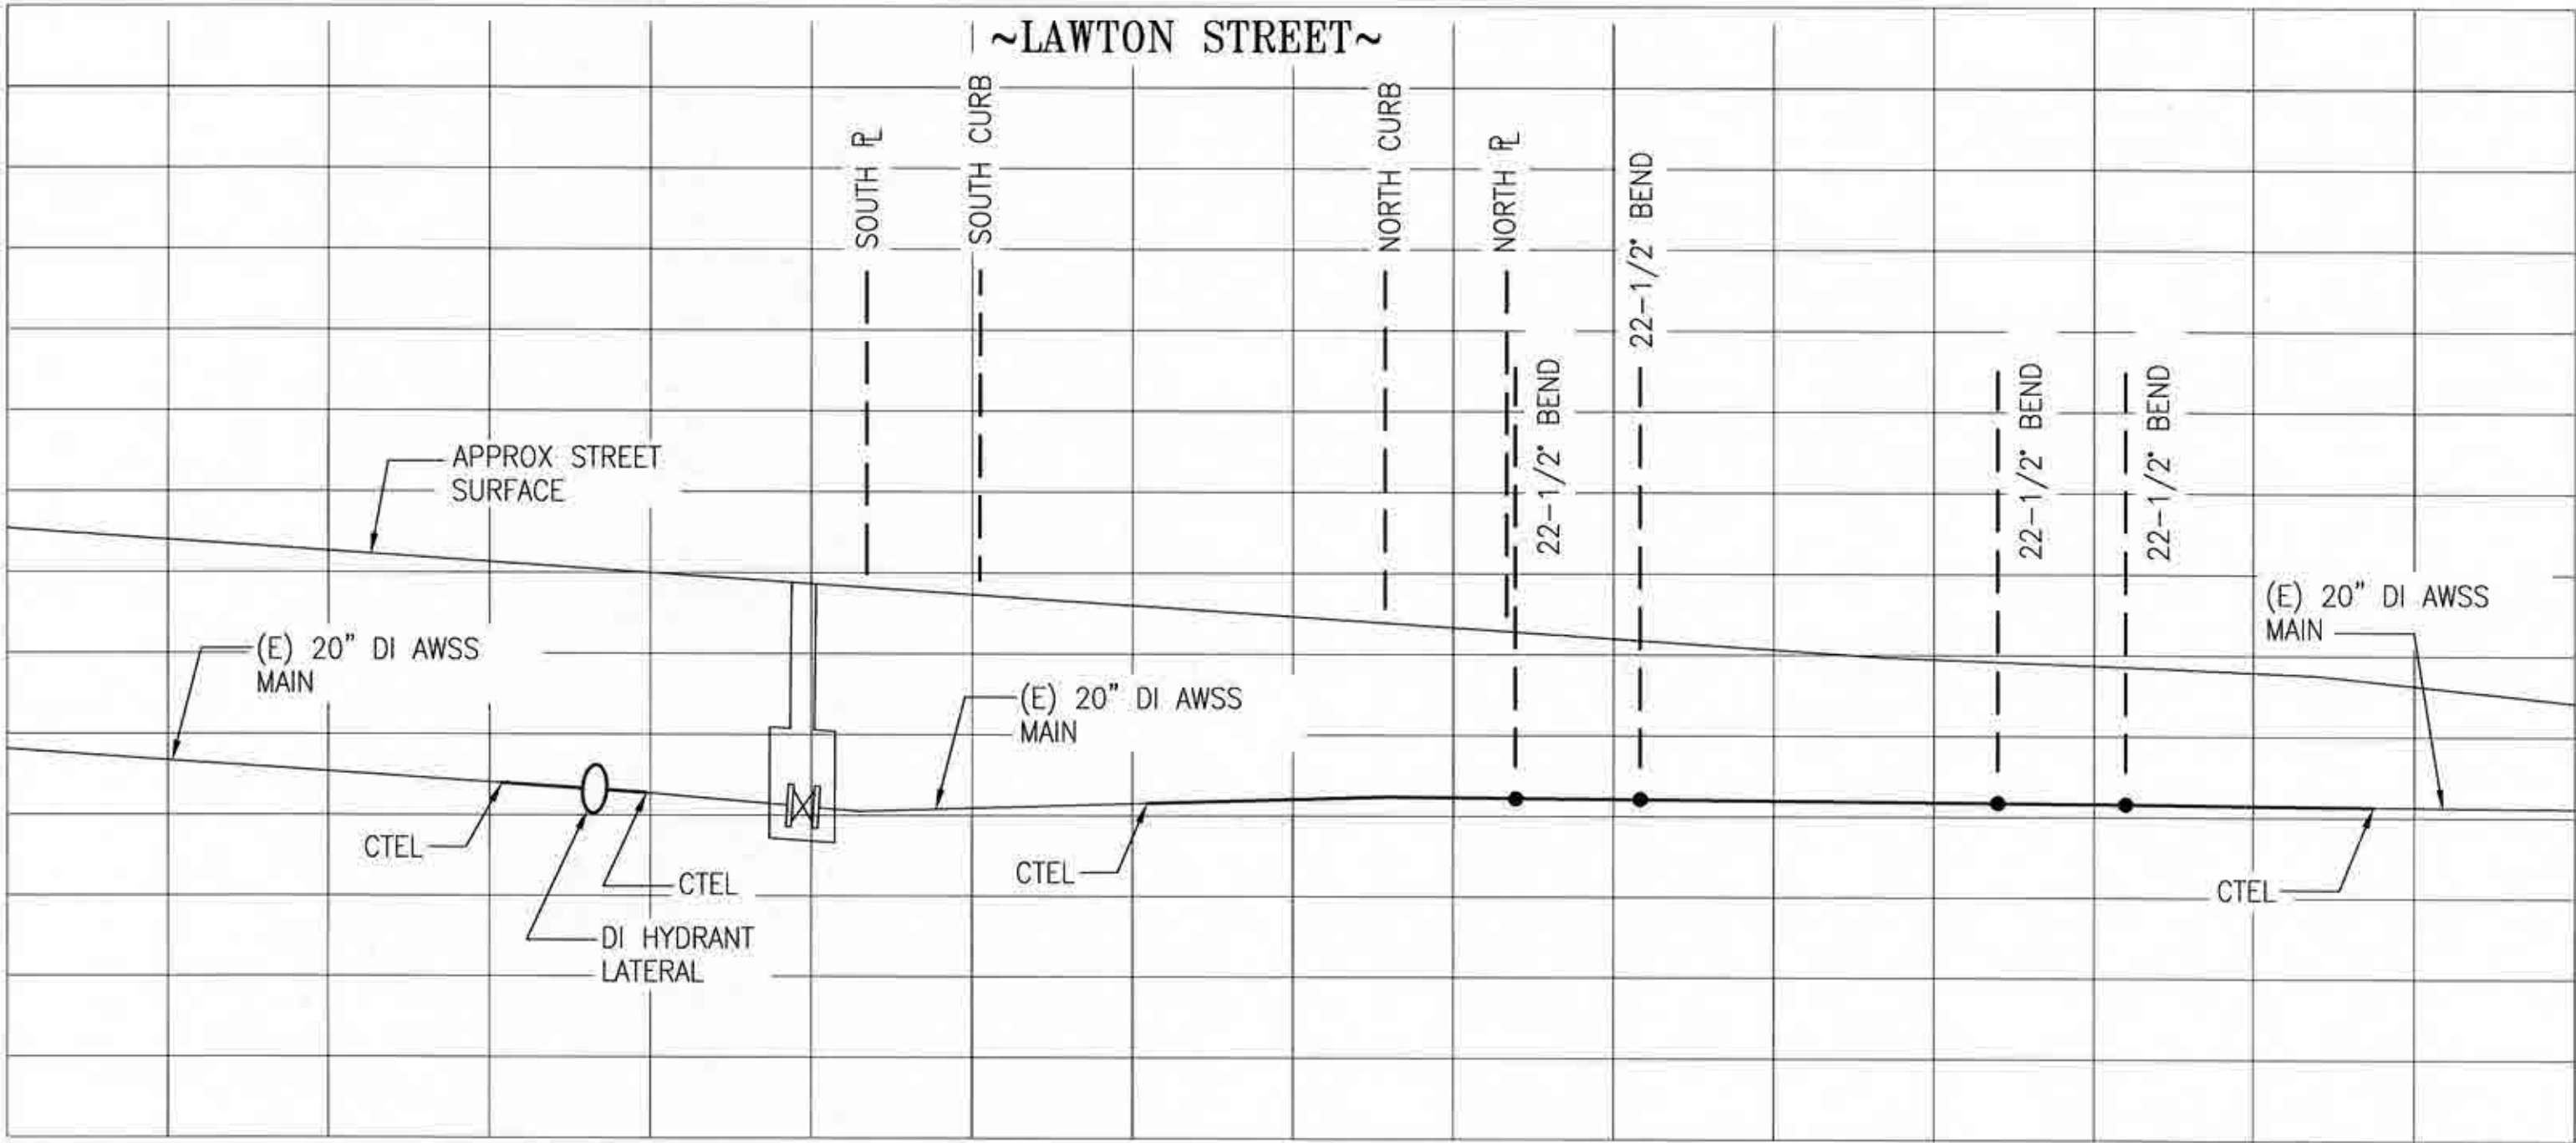 ~LAWTON STREET~
SOUTH PL
SOUTH CURB
NORTH CURB
NORTH PL
22-1/2° BEND
22-1/2° BEND
22-1/2° BEND
22-1/2° BEND
APPROX STREET
SURFACE
(E) 20" DI AWSS
MAIN
(E) 20" DI AWSS
MAIN
(E) 20" DI AWSS
MAIN
CTEL
CTEL
DI HYDRANT
LATERAL
CTEL
CTEL